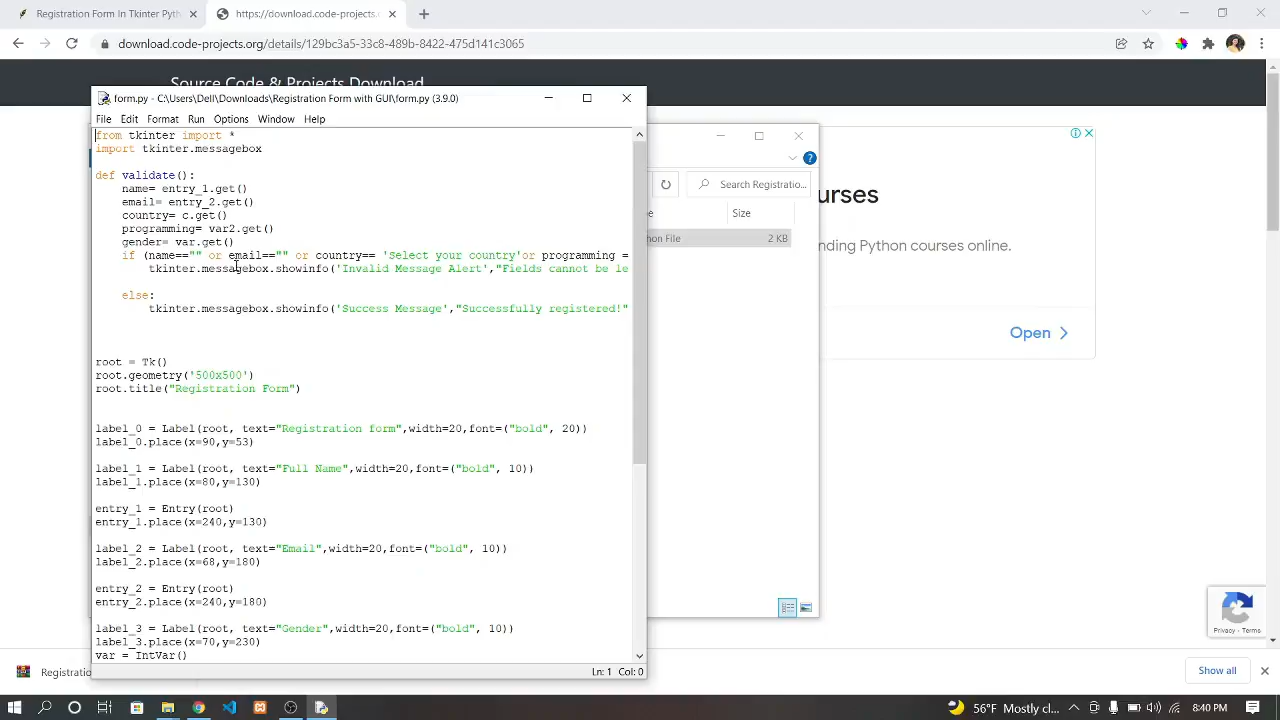 Registration Form In Tkinter Pyth
https://download.code-projects.
download.code-projects.org/details/129bc3a5-33c8-489b-8422-475d341c3065
Source Code & Projects Download
form.py - C:\Users\Dell\Downloads\Registration Form with GUI\form.py (3.9.0)
File Edit Format Run Options Window Help
from tkinter import *
import tkinter.messagebox
def validate():
name= entry_1.get()
email= entry_2.get()
country= c.get()
programming= var2.get()
gender= var.get()
if (name=="" or email=="" or country== 'Select your country'or programming =
tkinter.messagebox.showinfo('Invalid Message Alert',"Fields cannot be le
else:
tkinter.messagebox.showinfo('Success Message',"Successfully registered!"
root = Tk()
root.geometry('500x500')
root.title("Registration Form")
label_0 = Label(root, text="Registration form",width=20,font=("bold", 20))
label_0.place(x=90,y=53)
label_1 = Label(root, text="Full Name",width=20,font=("bold", 10))
label_1.place(x=80,y=130)
entry_1 = Entry(root)
entry_1.place(x=240,y=130)
label_2 = Label(root, text="Email",width=20,font=("bold", 10))
label_2.place(x=68,y=180)
entry_2 = Entry(root)
entry_2.place(x=240,y=180)
label_3 = Label(root, text="Gender",width=20,font=("bold", 10))
label_3.place(x=70,y=230)
var = IntVar()
Ln: 1 Col: 0
Search Registratio...
Size
hon File 2 KB
urses
nding Python courses online.
Open
Privacy - Terms
Registratio
Show all
56°F Mostly cl...
8:40 PM